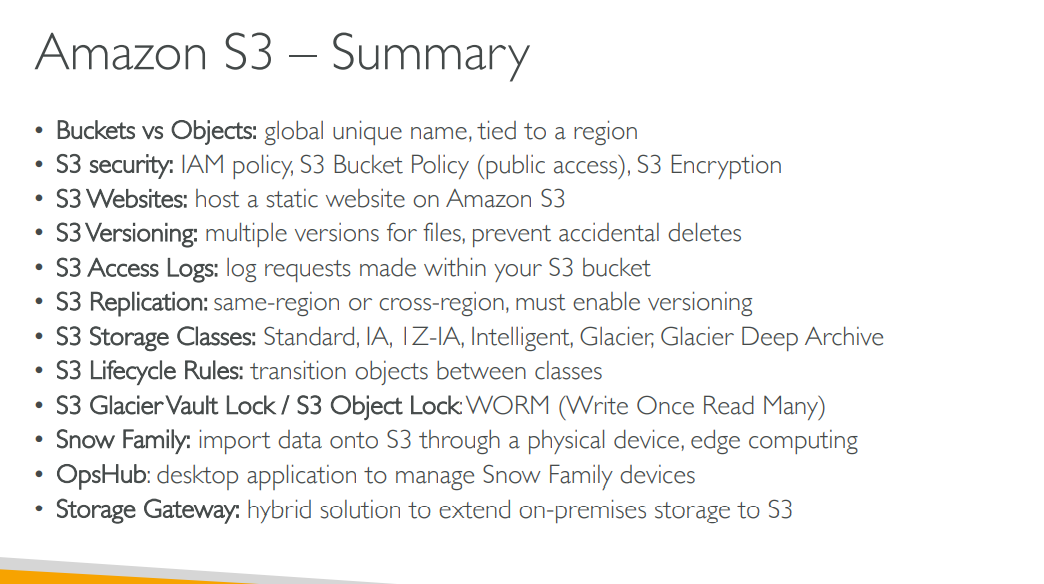 Amazon S3 – Summary
• Buckets vs Objects: global unique name, tied to a region
• S3 security: IAM policy, S3 Bucket Policy (public access), S3 Encryption
• S3 Websites: host a static website on Amazon S3
• S3 Versioning: multiple versions for files, prevent accidental deletes
• S3 Access Logs: log requests made within your S3 bucket
• S3 Replication: same-region or cross-region, must enable versioning
• S3 Storage Classes: Standard, IA, 1Z-IA, Intelligent, Glacier, Glacier Deep Archive
• S3 Lifecycle Rules: transition objects between classes
• S3 Glacier Vault Lock / S3 Object Lock: WORM (Write Once Read Many)
• Snow Family: import data onto S3 through a physical device, edge computing
• OpsHub: desktop application to manage Snow Family devices
• Storage Gateway: hybrid solution to extend on-premises storage to S3